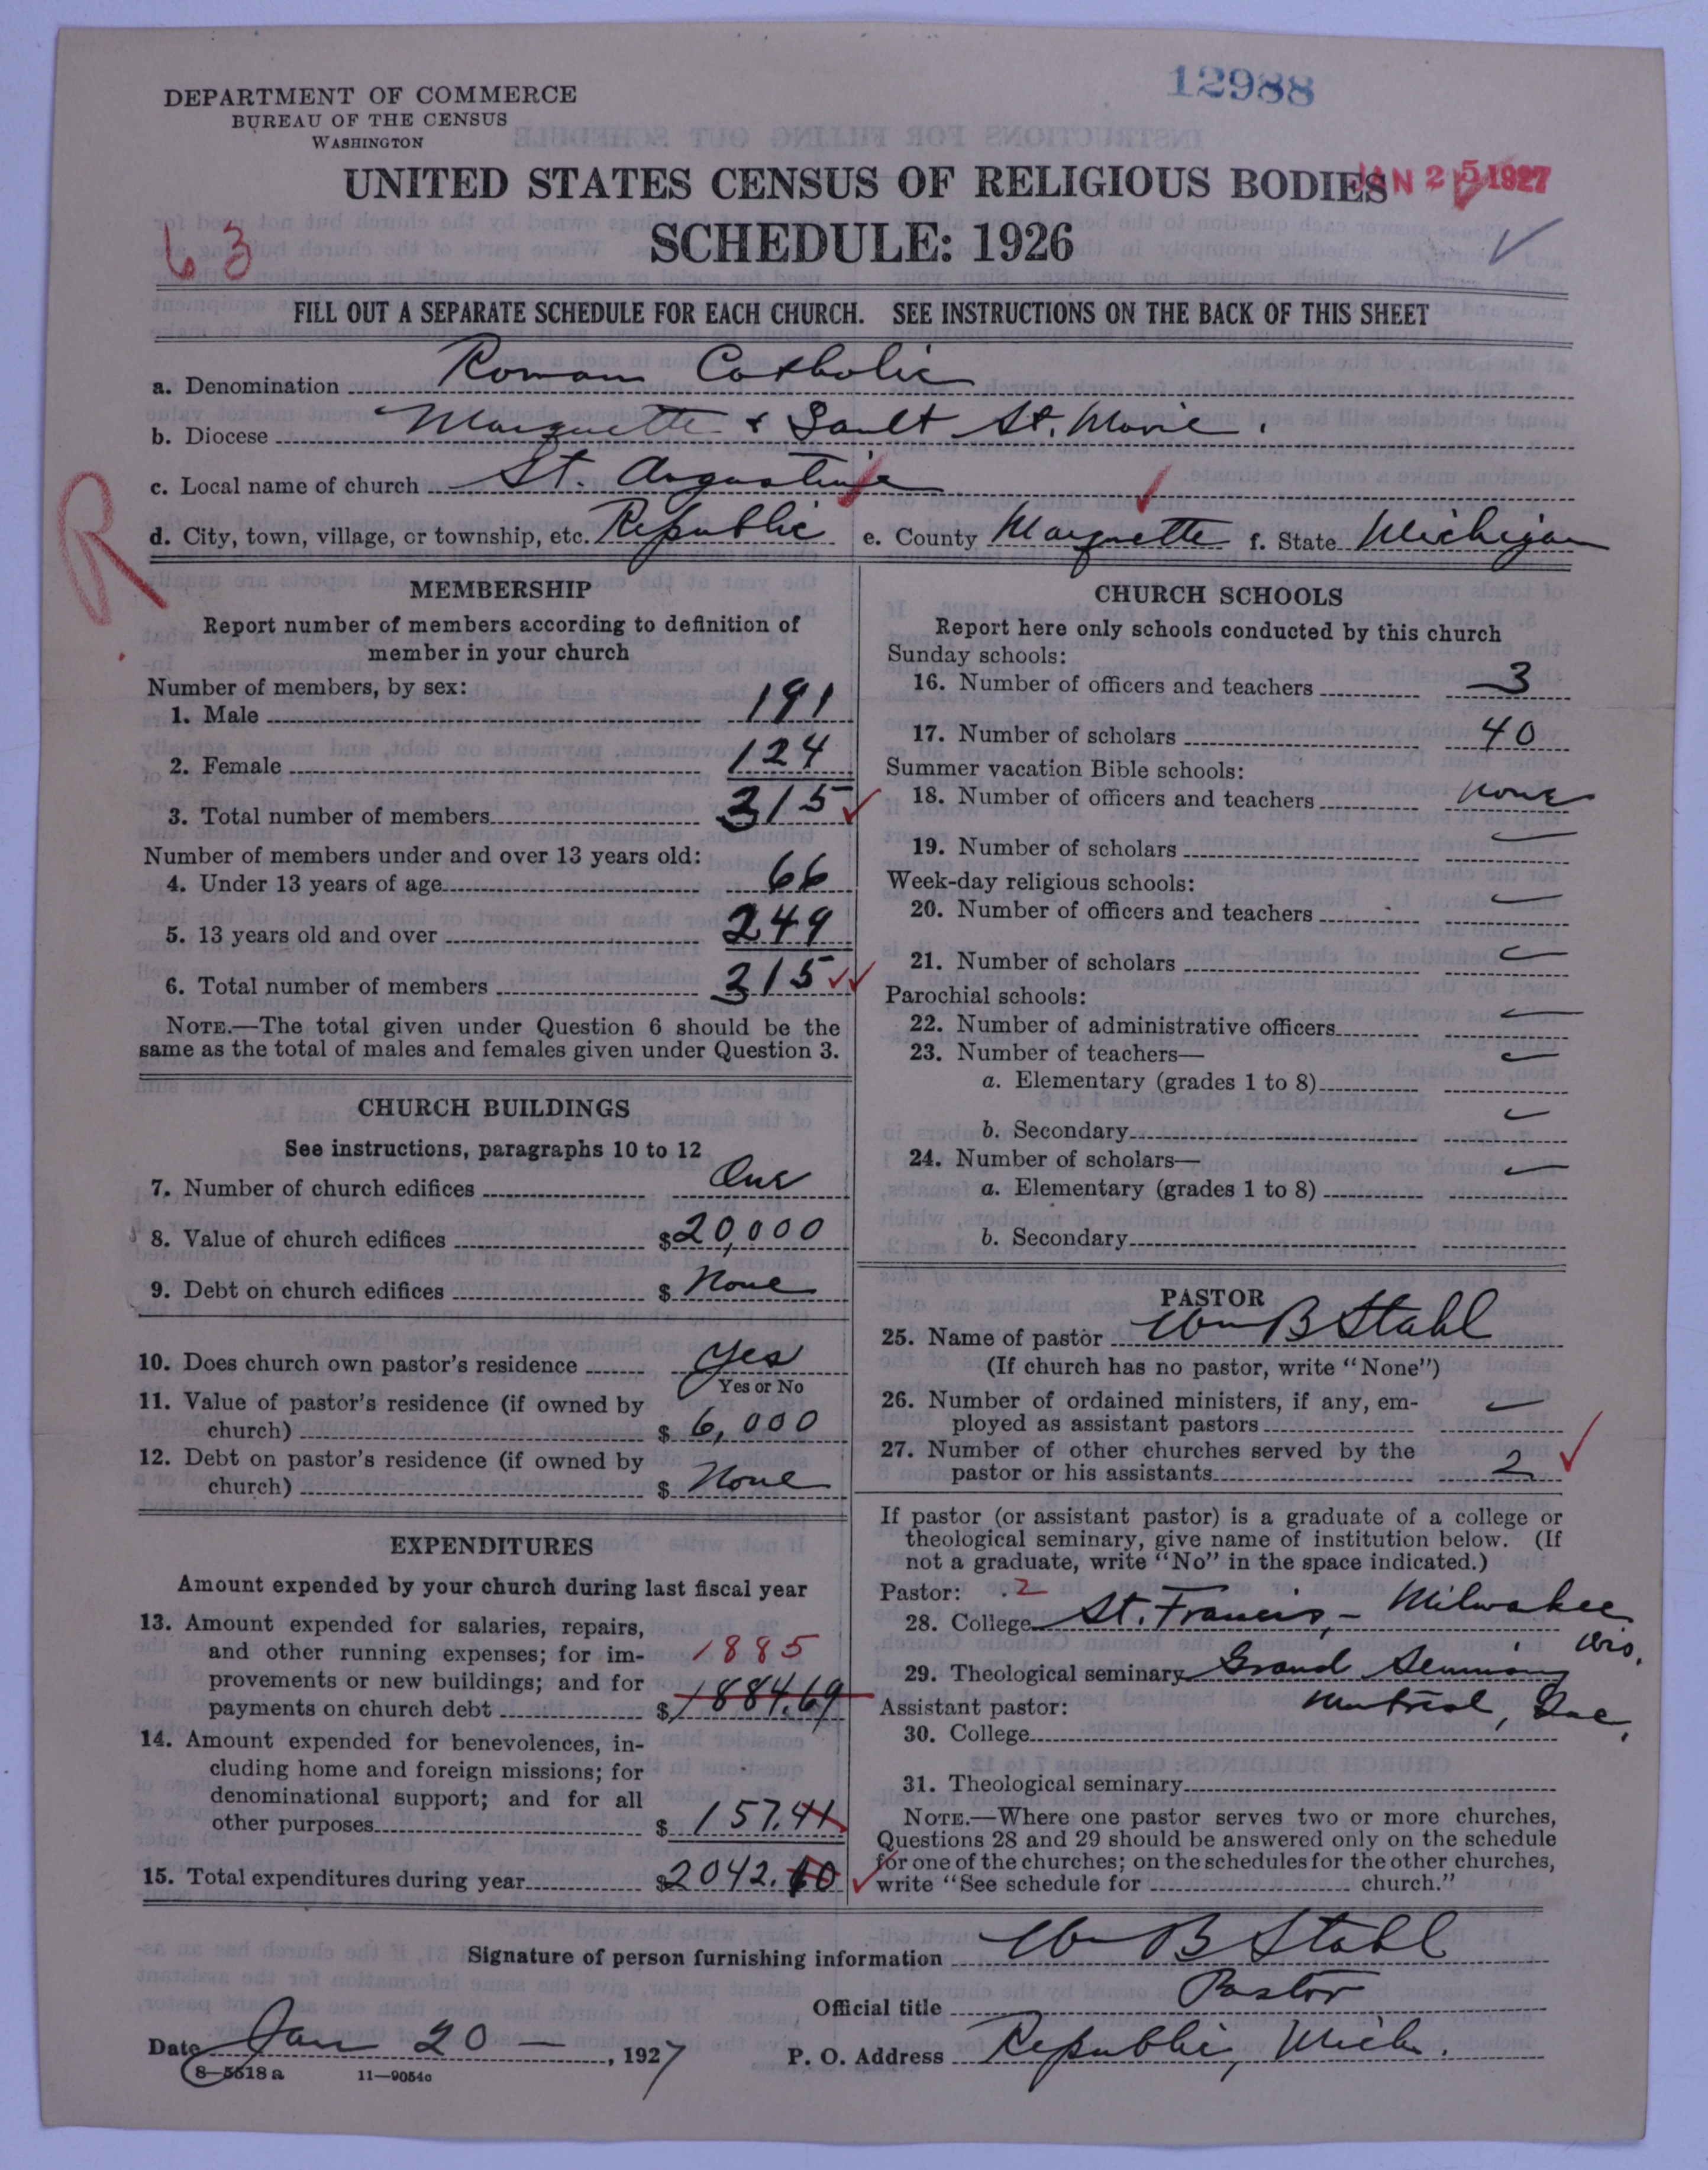 12988
DEPARTMENT OF COMMERCE
BUREAU OF THE CENSUS
WASHINGTON
UNITED STATES CENSUS OF RELIGIOUS BODIES
JAN 25 1927
SCHEDULE: 1926
63
FILL OUT A SEPARATE SCHEDULE FOR EACH CHURCH. SEE INSTRUCTIONS ON THE BACK OF THIS SHEET
a. Denomination Roman Catholic
b. Diocese Marquette & Sault St. Marie.
c. Local name of church St. Augustine
d. City, town, village, or township, etc. Republic e. County Marquette f. State Michigan
R
MEMBERSHIP
Report number of members according to definition of
member in your church
Number of members, by sex:
1. Male 191
2. Female 124
3. Total number of members 315
Number of members under and over 13 years old:
4. Under 13 years of age 66
5. 13 years old and over 249
6. Total number of members 315
NOTE.—The total given under Question 6 should be the
same as the total of males and females given under Question 3.
CHURCH BUILDINGS
See instructions, paragraphs 10 to 12
7. Number of church edifices One
8. Value of church edifices $20,000
9. Debt on church edifices $ None
10. Does church own pastor's residence Yes
Yes or No
11. Value of pastor's residence (if owned by
church) $ 6,000
12. Debt on pastor's residence (if owned by
church) $ None
EXPENDITURES
Amount expended by your church during last fiscal year
13. Amount expended for salaries, repairs,
and other running expenses; for im- 1885
provements or new buildings; and for
payments on church debt $ 1884.69
14. Amount expended for benevolences, in-
cluding home and foreign missions; for
denominational support; and for all
other purposes $ 157.41
15. Total expenditures during year $2042.10
CHURCH SCHOOLS
Report here only schools conducted by this church
Sunday schools:
16. Number of officers and teachers 3
17. Number of scholars 40
Summer vacation Bible schools:
18. Number of officers and teachers none
19. Number of scholars
Week-day religious schools:
20. Number of officers and teachers
21. Number of scholars
Parochial schools:
22. Number of administrative officers
23. Number of teachers—
a. Elementary (grades 1 to 8)
b. Secondary
24. Number of scholars—
a. Elementary (grades 1 to 8)
b. Secondary
PASTOR
25. Name of pastor Wm B Stahl
(If church has no pastor, write "None")
26. Number of ordained ministers, if any, em-
ployed as assistant pastors
27. Number of other churches served by the
pastor or his assistants 2
If pastor (or assistant pastor) is a graduate of a college or
theological seminary, give name of institution below. (If
not a graduate, write "No" in the space indicated.)
Pastor: 2
28. College St. Francis, - Milwakee
Wis.
29. Theological seminary Grand Seminary
Assistant pastor: Montreal, Que.
30. College
31. Theological seminary
NOTE.—Where one pastor serves two or more churches,
Questions 28 and 29 should be answered only on the schedule
for one of the churches; on the schedules for the other churches,
write "See schedule for church."
Signature of person furnishing information Wm B Stahl
Official title Pastor
Date Jan 20 — , 1927 P. O. Address Republic, Mich.
8—5518 a 11—9054c